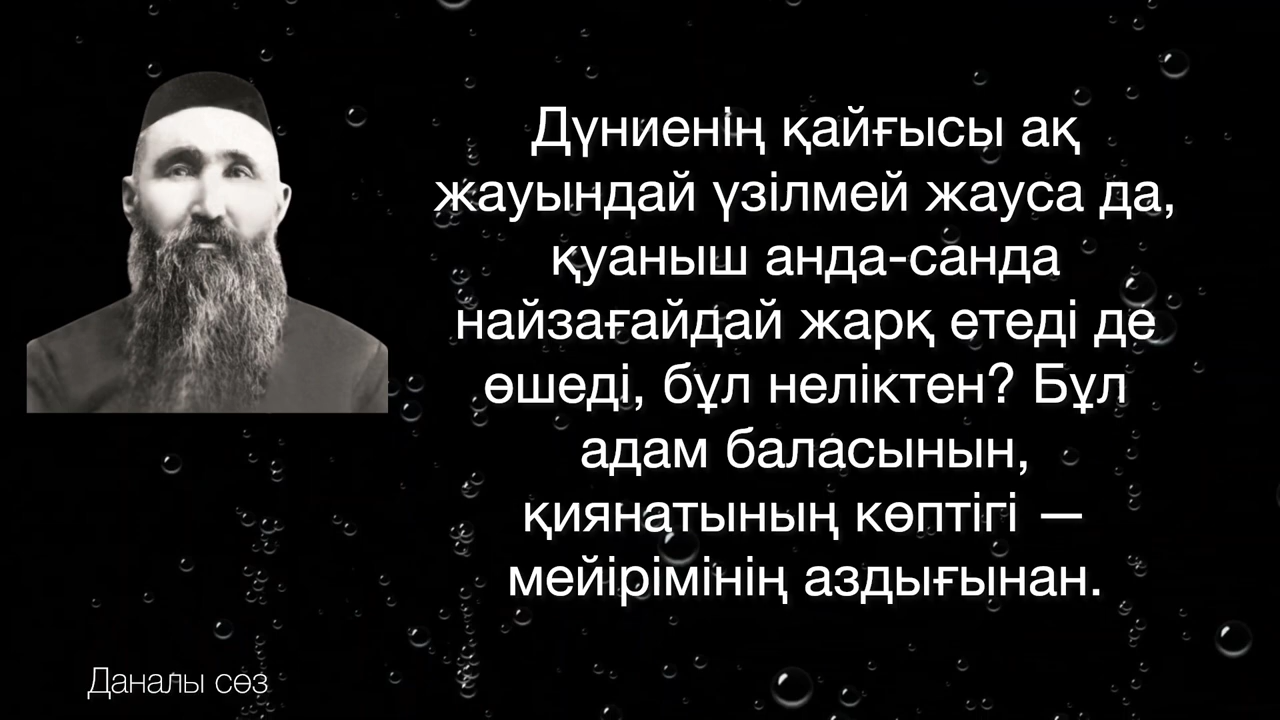 Дүниенің қайғысы ақ
жауындай үзілмей жауса да,
қуаныш анда-санда
найзағайдай жарқ етеді де
өшеді, бұл неліктен? Бұл
адам баласынын,
қиянатының көптігі —
мейірімінің аздығынан.
Даналы сөз